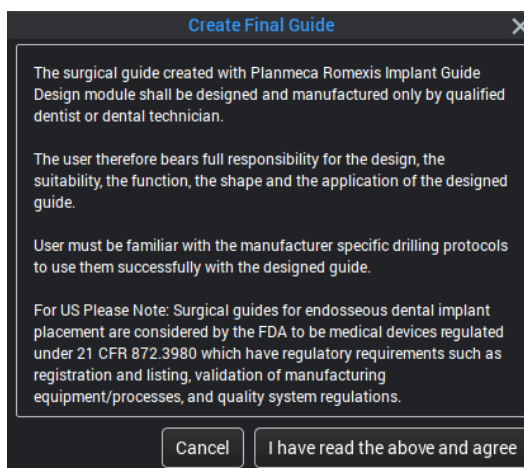 Create Final Guide
The surgical guide created with Planmeca Romexis Implant Guide
Design module shall be designed and manufactured only by qualified
dentist or dental technician.
The user therefore bears full responsibility for the design, the
suitability, the function, the shape and the application of the designed
guide.
User must be familiar with the manufacturer specific drilling protocols
to use them successfully with the designed guide.
For US Please Note: Surgical guides for endosseous dental implant
placement are considered by the FDA to be medical devices regulated
under 21 CFR 872.3980 which have regulatory requirements such as
registration and listing, validation of manufacturing
equipment/processes, and quality system regulations.
Cancel
I have read the above and agree